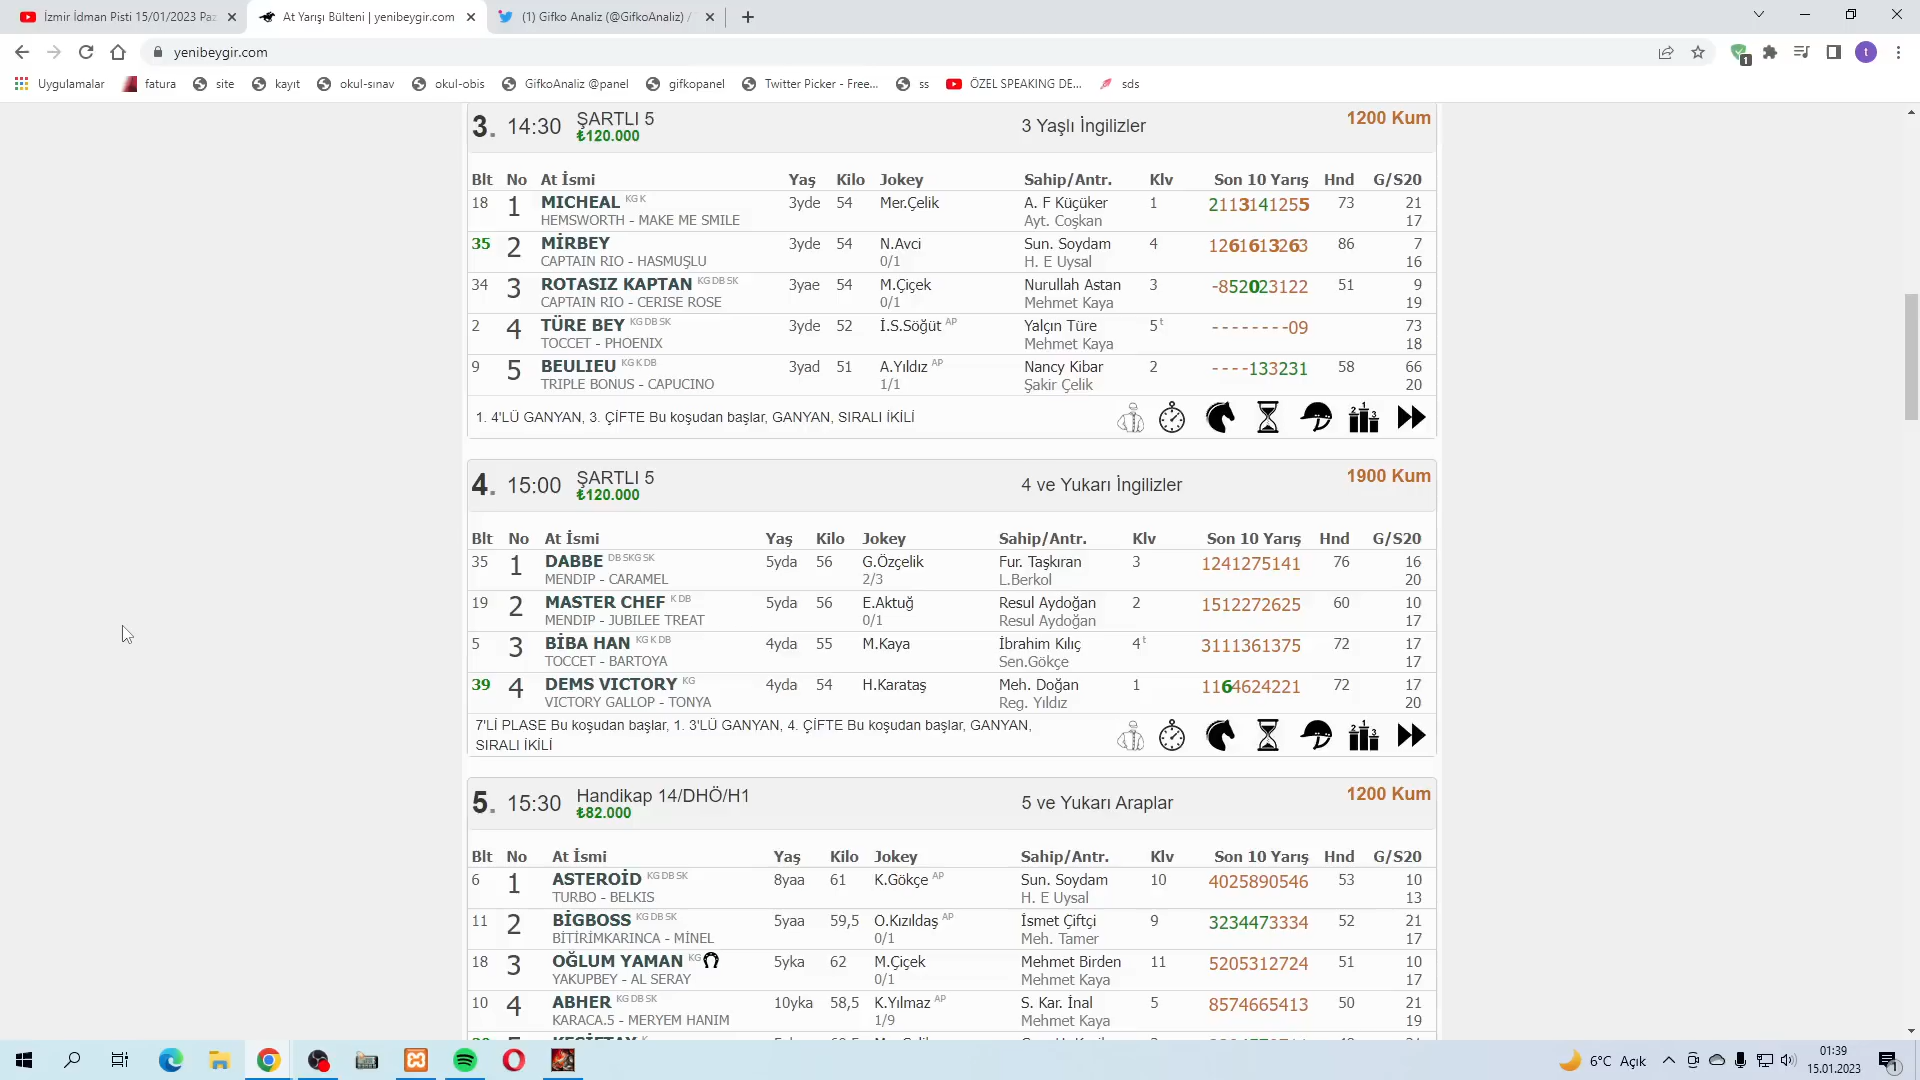 İzmir İdman Pisti 15/01/2023 Paz
At Yarışı Bülteni | yenibeygir.com
(1) Gifko Analiz (@GifkoAnaliz) /
yenibeygir.com
1
t
Uygulamalar
fatura
site
kayıt
okul-sınav
okul-obis
GifkoAnaliz @panel
gifkopanel
Twitter Picker - Free...
ss
ÖZEL SPEAKING DE...
sds
3. 14:30 ŞARTLI 5 3 Yaşlı İngilizler 1200 Kum
₺120.000
Blt No At İsmi Yaş Kilo Jokey Sahip/Antr. Klv Son 10 Yarış Hnd G/S20
18 1 MICHEAL KG K 3yde 54 Mer.Çelik A. F Küçüker 1 2113141255 73 21
HEMSWORTH - MAKE ME SMILE Ayt. Coşkan 17
35 2 MİRBEY 3yde 54 N.Avci Sun. Soydam 4 1261613263 86 7
CAPTAIN RIO - HASMUŞLU 0/1 H. E Uysal 16
34 3 ROTASIZ KAPTAN KG DB SK 3yae 54 M.Çiçek Nurullah Astan 3 -852023122 51 9
CAPTAIN RIO - CERISE ROSE 0/1 Mehmet Kaya 19
2 4 TÜRE BEY KG DB SK 3yde 52 İ.S.Söğüt AP Yalçın Türe 5 t --------09 73
TOCCET - PHOENIX Mehmet Kaya 18
9 5 BEULIEU KG K DB 3yad 51 A.Yıldız AP Nancy Kibar 2 ----133231 58 66
TRIPLE BONUS - CAPUCINO 1/1 Şakir Çelik 20
1. 4'LÜ GANYAN, 3. ÇİFTE Bu koşudan başlar, GANYAN, SIRALI İKİLİ
4. 15:00 ŞARTLI 5 4 ve Yukarı İngilizler 1900 Kum
₺120.000
Blt No At İsmi Yaş Kilo Jokey Sahip/Antr. Klv Son 10 Yarış Hnd G/S20
35 1 DABBE DB SKG SK 5yda 56 G.Özçelik Fur. Taşkıran 3 1241275141 76 16
MENDIP - CARAMEL 2/3 L.Berkol 20
19 2 MASTER CHEF K DB 5yda 56 E.Aktuğ Resul Aydoğan 2 1512272625 60 10
MENDIP - JUBILEE TREAT 0/1 Resul Aydoğan 17
5 3 BİBA HAN KG K DB 4yda 55 M.Kaya İbrahim Kılıç 4 t 3111361375 72 17
TOCCET - BARTOYA Sen.Gökçe 17
39 4 DEMS VICTORY KG 4yda 54 H.Karataş Meh. Doğan 1 1164624221 72 17
VICTORY GALLOP - TONYA Reg. Yıldız 20
7'Lİ PLASE Bu koşudan başlar, 1. 3'LÜ GANYAN, 4. ÇİFTE Bu koşudan başlar, GANYAN,
SIRALI İKİLİ
5. 15:30 Handikap 14/DHÖ/H1 5 ve Yukarı Araplar 1200 Kum
₺82.000
Blt No At İsmi Yaş Kilo Jokey Sahip/Antr. Klv Son 10 Yarış Hnd G/S20
6 1 ASTEROİD KG DB SK 8yaa 61 K.Gökçe AP Sun. Soydam 10 4025890546 53 10
TURBO - BELKIS H. E Uysal 13
11 2 BİGBOSS KG DB SK 5yaa 59,5 O.Kızıldaş AP İsmet Çiftçi 9 3234473334 52 21
BİTİRİMKARINCA - MİNEL 0/1 Meh. Tamer 17
18 3 OĞLUM YAMAN KG 5yka 62 M.Çiçek Mehmet Birden 11 5205312724 51 10
YAKUPBEY - AL SERAY 0/1 Mehmet Kaya 17
10 4 ABHER KG DB SK 10yka 58,5 K.Yılmaz AP S. Kar. İnal 5 8574665413 50 21
KARACA.5 - MERYEM HANIM 1/9 Mehmet Kaya 19
6°C Açık
01:39
15.01.2023
1